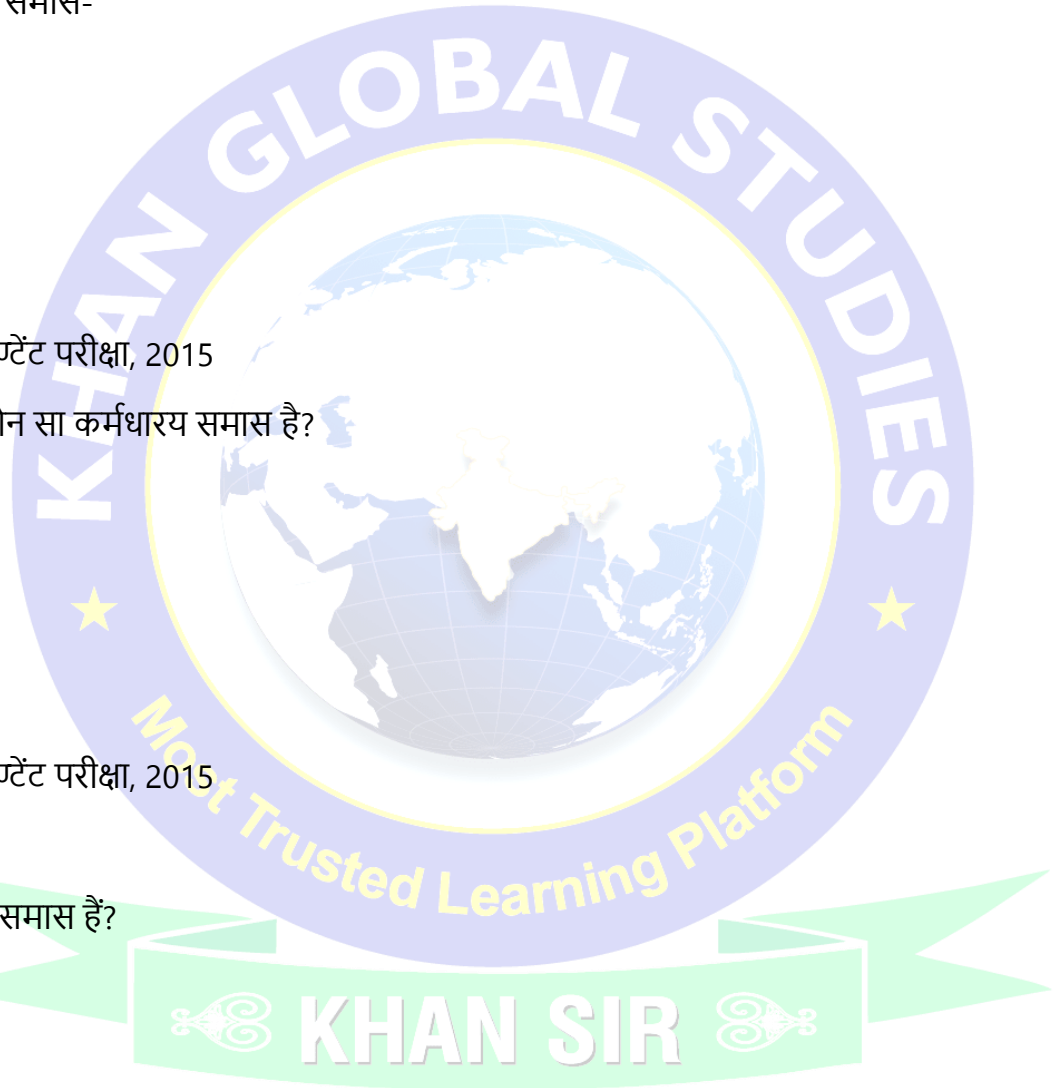 समास-
KHAN GLOBAL STUDIES
परीक्षा, 2015
सा कर्मधारय समास है?
परीक्षा, 2015
Most Trusted Learning Platform
समास हैं?
KHAN SIR